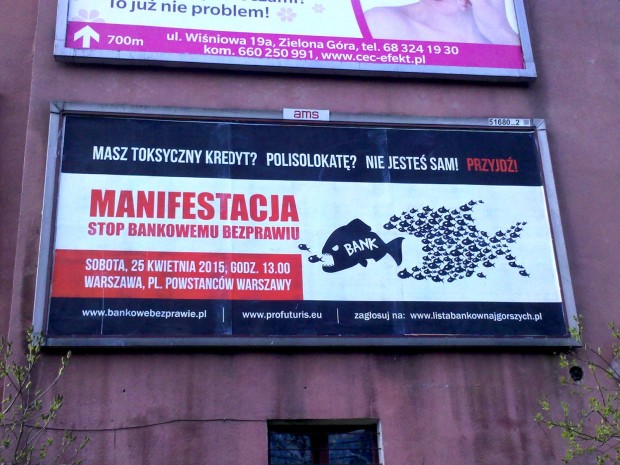 To już nie problem!
700m
ul. Wiśniowa 19a, Zielona Góra, tel. 68 324 19 30
kom. 660 250 991, www.cec-efekt.pl
ams
51680
MASZ TOKSYCZNY KREDYT? POLISOLOKATĘ? NIE JESTEŚ SAM! PRZYJDŹ!
MANIFESTACJA
STOP BANKOWEMU BEZPRAWIU
BANK
SOBOTA, 25 KWIETNIA 2015, GODZ. 13.00
WARSZAWA, PL. POWSTAŃCÓW WARSZAWY
www.bankowebezprawie.pl | www.profuturis.eu | zagłosuj na: www.listabankownajgorszych.pl